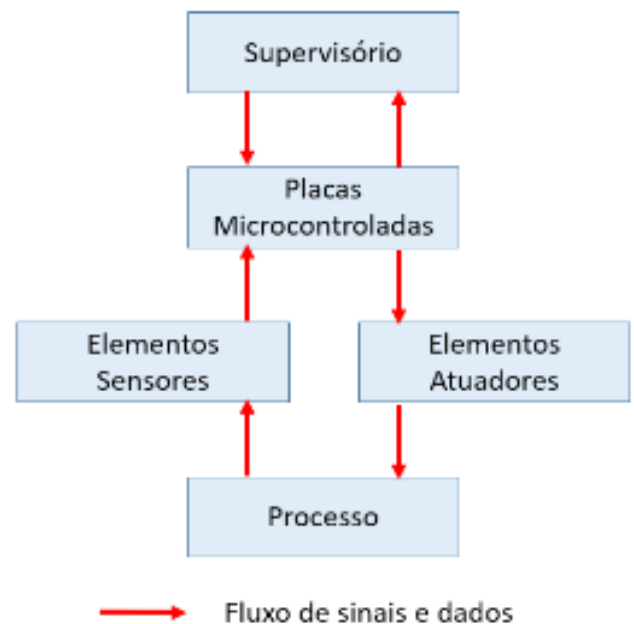 Supervisório
Placas
Microcontroladas
Elementos
Sensores
Elementos
Atuadores
Processo
Fluxo de sinais e dados